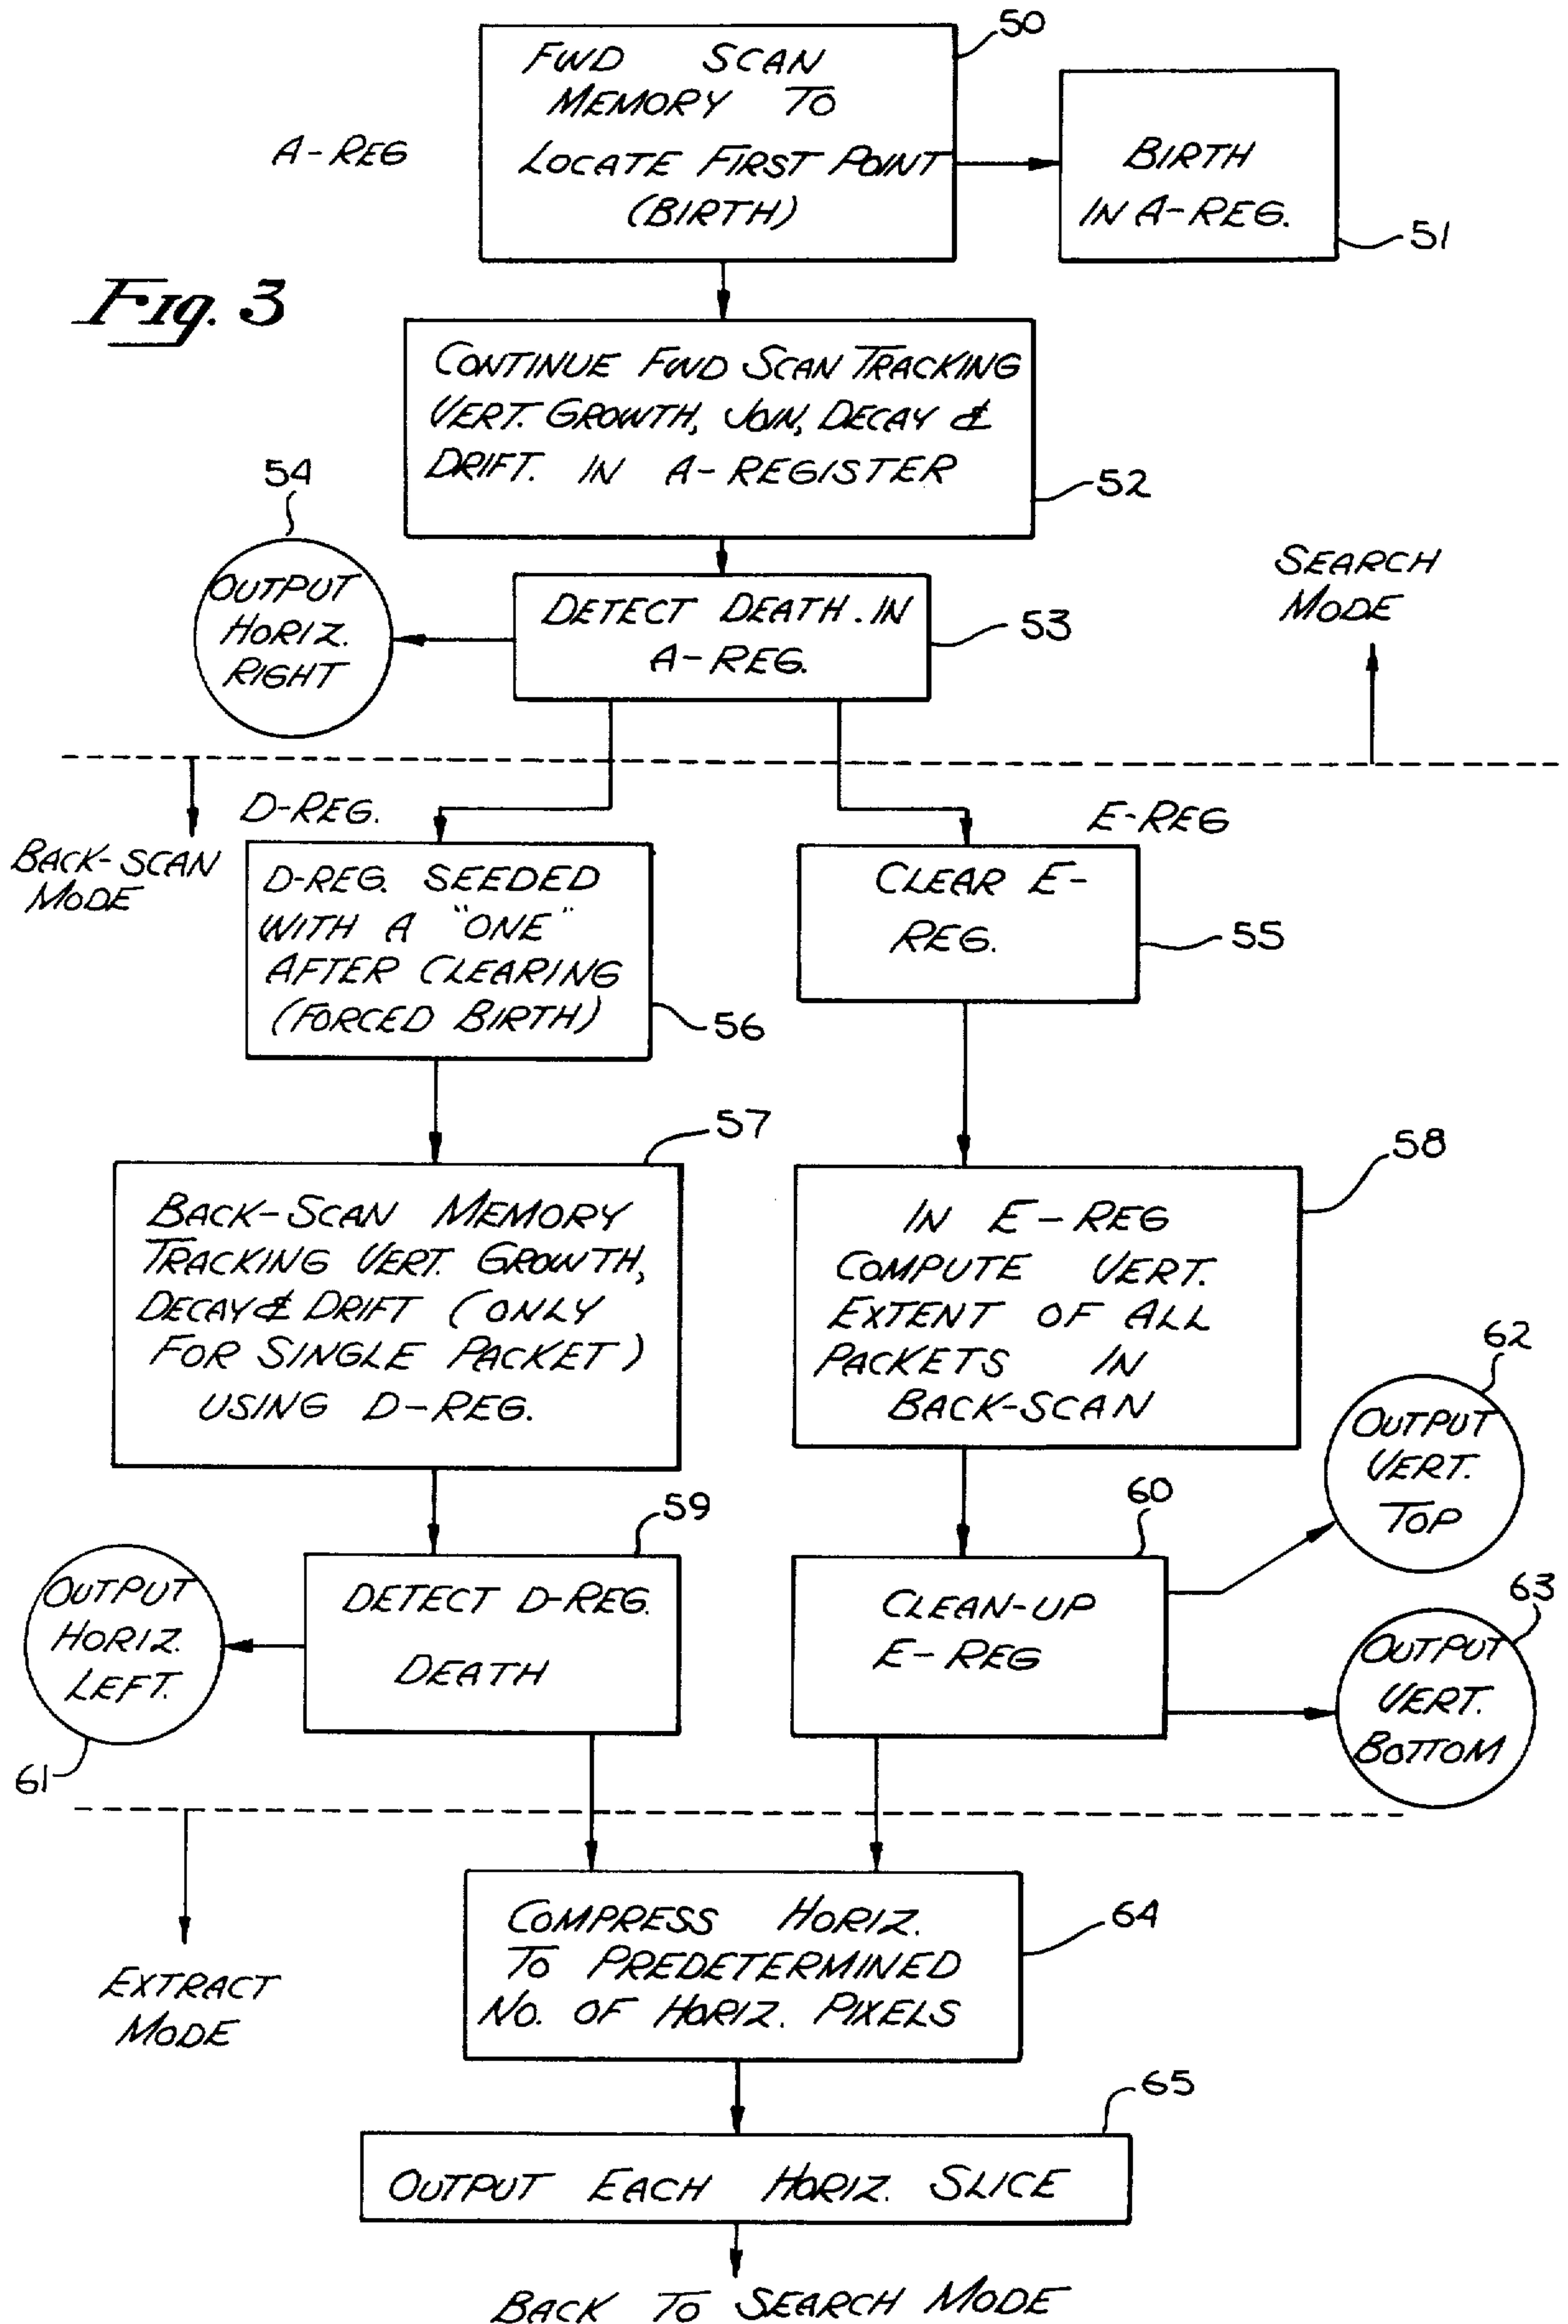 50
FWD SCAN
MEMORY TO
LOCATE FIRST POINT
(BIRTH)
A-REG
BIRTH
IN A-REG.
51
Fig. 3
CONTINUE FWD SCAN TRACKING
VERT. GROWTH, JOIN, DECAY &
DRIFT. IN A-REGISTER
52
54
OUTPUT
HORIZ.
RIGHT
DETECT DEATH. IN
A-REG.
53
SEARCH
MODE
BACK-SCAN
MODE
D-REG.
E-REG
D-REG. SEEDED
WITH A "ONE"
AFTER CLEARING
(FORCED BIRTH)
56
CLEAR E-
REG.
55
57
BACK-SCAN MEMORY
TRACKING VERT. GROWTH,
DECAY & DRIFT (ONLY
FOR SINGLE PACKET)
USING D-REG.
58
IN E-REG
COMPUTE VERT.
EXTENT OF ALL
PACKETS IN
BACK-SCAN
62
OUTPUT
VERT.
TOP
59
DETECT D-REG.
DEATH
OUTPUT
HORIZ.
LEFT.
61
60
CLEAN-UP
E-REG
63
OUTPUT
VERT.
BOTTOM
EXTRACT
MODE
COMPRESS HORIZ.
TO PREDETERMINED
NO. OF HORIZ. PIXELS
64
65
OUTPUT EACH HORIZ. SLICE
BACK TO SEARCH MODE